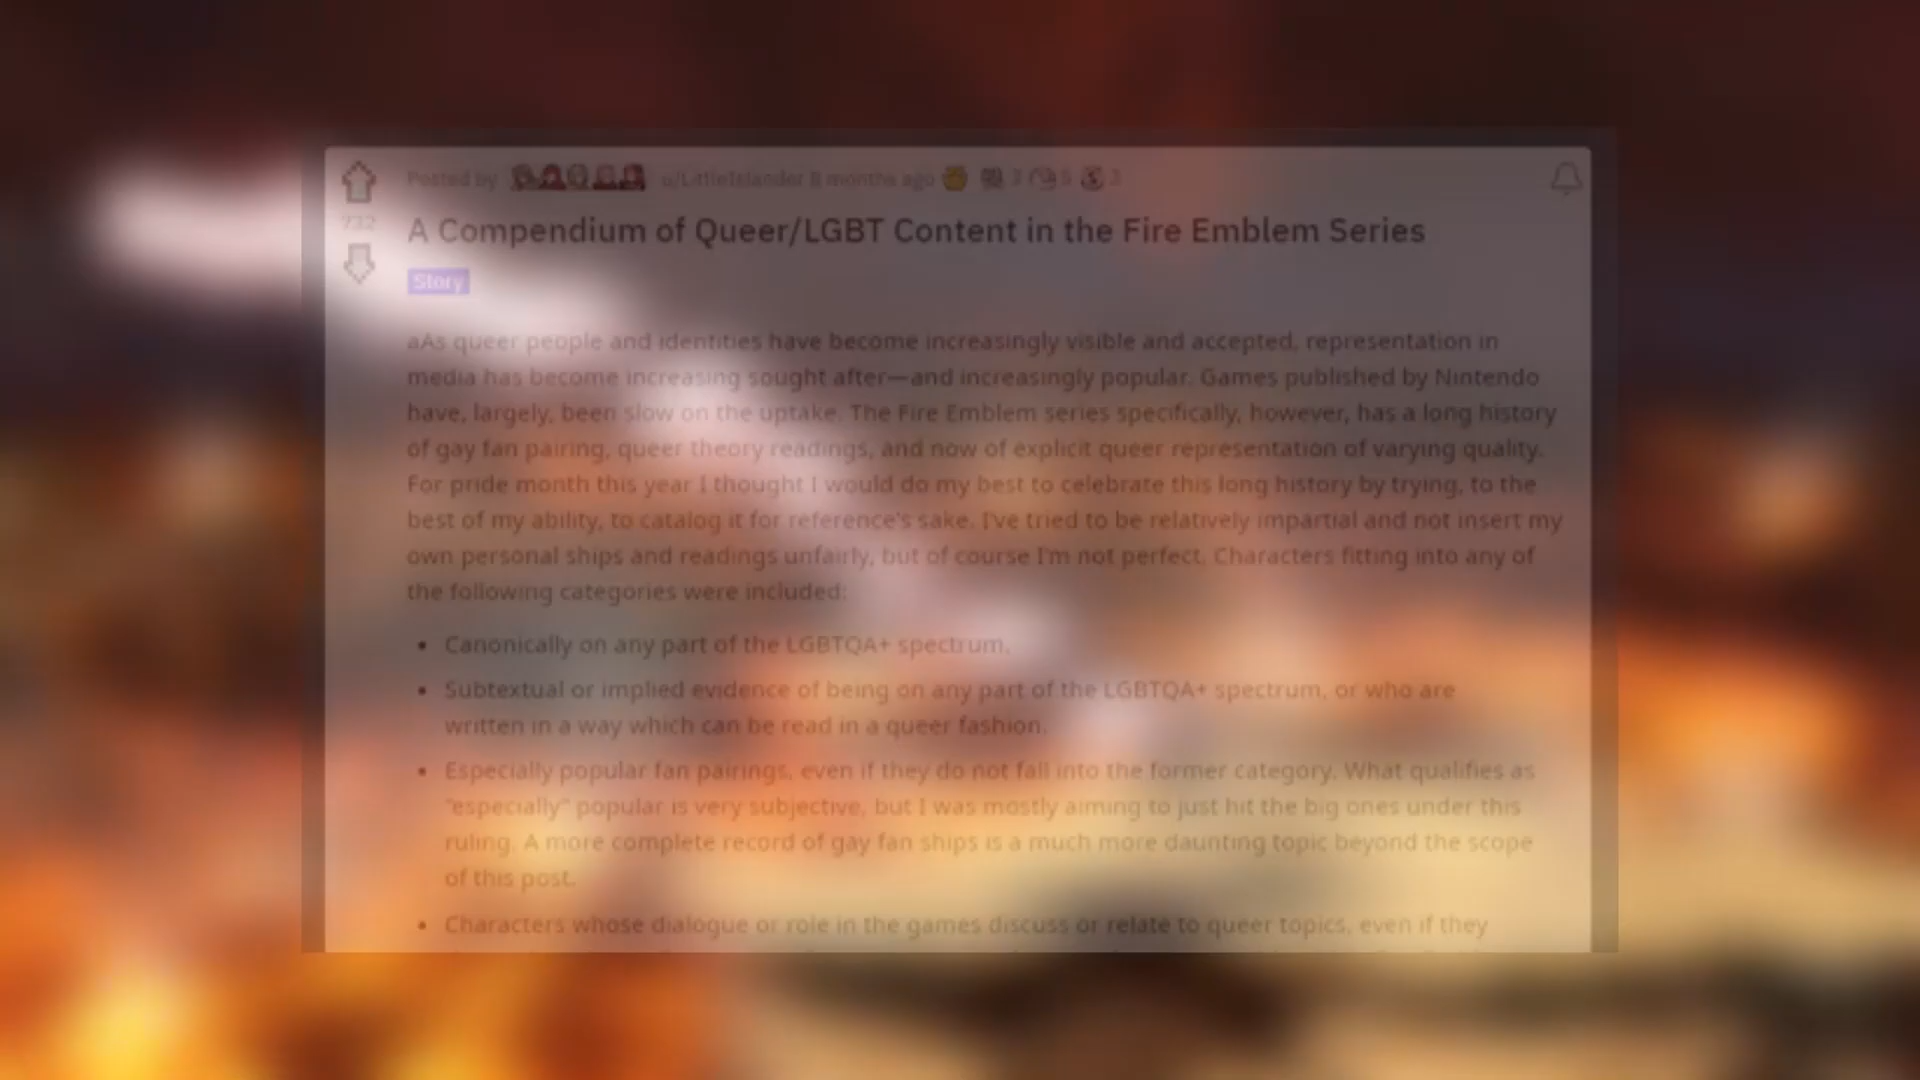 Posted by u/LittleIslander 8 months ago 3 5 3
732
A Compendium of Queer/LGBT Content in the Fire Emblem Series
Story
aAs queer people and identities have become increasingly visible and accepted, representation in
media has become increasing sought after—and increasingly popular. Games published by Nintendo
have, largely, been slow on the uptake. The Fire Emblem series specifically, however, has a long history
of gay fan pairing, queer theory readings, and now of explicit queer representation of varying quality.
For pride month this year I thought I would do my best to celebrate this long history by trying, to the
best of my ability, to catalog it for reference's sake. I've tried to be relatively impartial and not insert my
own personal ships and readings unfairly, but of course I'm not perfect. Characters fitting into any of
the following categories were included:
• Canonically on any part of the LGBTQA+ spectrum.
• Subtextual or implied evidence of being on any part of the LGBTQA+ spectrum, or who are
written in a way which can be read in a queer fashion.
• Especially popular fan pairings, even if they do not fall into the former category. What qualifies as
"especially" popular is very subjective, but I was mostly aiming to just hit the big ones under this
ruling. A more complete record of gay fan ships is a much more daunting topic beyond the scope
of this post.
• Characters whose dialogue or role in the games discuss or relate to queer topics, even if they